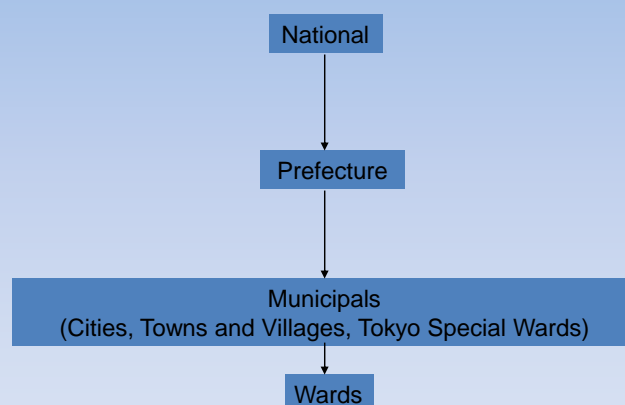 National
Prefecture
Municipals
(Cities, Towns and Villages, Tokyo Special Wards)
Wards